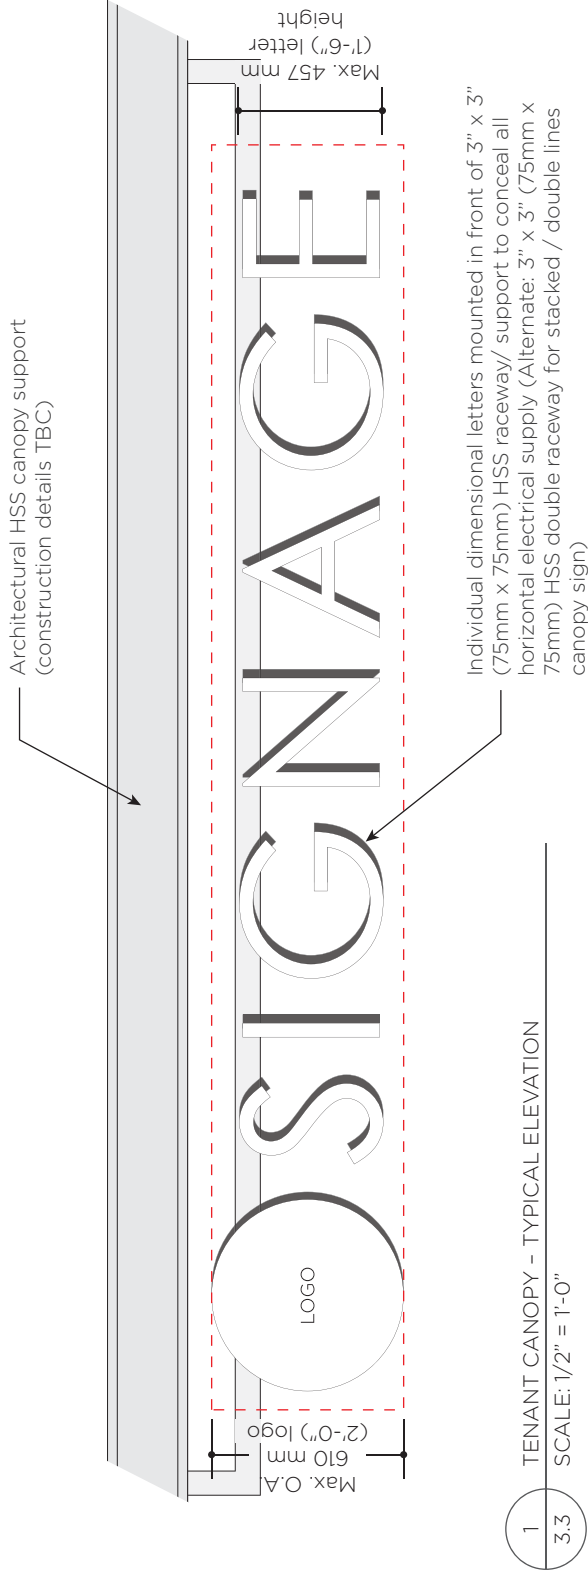 Architectural HSS canopy support
(construction details TBC)
Max. O.A.
610 mm
(2'-0") logo
LOGO
SIGNAGE
Max. 457 mm
(1'-6") letter
height
Individual dimensional letters mounted in front of 3” x 3”
(75mm x 75mm) HSS raceway/ support to conceal all
horizontal electrical supply (Alternate: 3” x 3” (75mm x
75mm) HSS double raceway for stacked / double lines
canopy sign)
1
3.3
TENANT CANOPY - TYPICAL ELEVATION
SCALE: 1/2” = 1’-0”